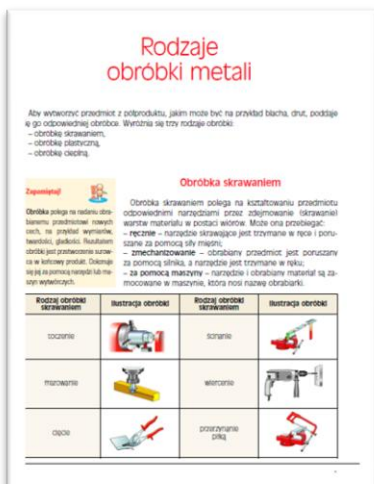 Rodzaje
obróbki metali
Aby wytworzyć przedmiot z półproduktu, jakim może być na przykład blacha, drut, poddaje
się go odpowiedniej obróbce. Wyróżnia się trzy rodzaje obróbki:
– obróbkę skrawaniem,
– obróbkę plastyczną,
– obróbkę cieplną.
Zapamiętaj!
Obróbka polega na nadaniu obra-
bianemu przedmiotowi nowych
cech, na przykład wymiarów,
twardości, gładkości. Rezultatem
obróbki jest przetworzenie surow-
ca w końcowy produkt. Dokonuje
się jej za pomocą narzędzi lub ma-
szyn wytwórczych.
Obróbka skrawaniem
Obróbka skrawaniem polega na kształtowaniu przedmiotu
odpowiednimi narzędziami przez zdejmowanie (skrawanie)
warstw materiału w postaci wiórów. Może ona przebiegać:
– ręcznie – narzędzie skrawające jest trzymane w ręce i poru-
szane za pomocą siły mięśni;
– zmechanizowanie – obrabiany przedmiot jest poruszany
za pomocą silnika, a narzędzie jest trzymane w ręku;
– za pomocą maszyny – narzędzie i obrabiany materiał są za-
mocowane w maszynie, która nosi nazwę obrabiarki.
Rodzaj obróbki skrawaniem
Ilustracja obróbki
Rodzaj obróbki skrawaniem
Ilustracja obróbki
toczenie
ścinanie
frezowanie
wiercenie
cięcie
przerzynanie
piłką